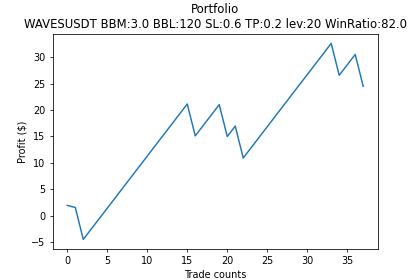 Portfolio
WAVESUSDT BBM:3.0 BBL:120 SL:0.6 TP:0.2 lev:20 WinRatio:82.0
30
25
20
15
10
5
0
−5
Profit ($)
0 5 10 15 20 25 30 35
Trade counts